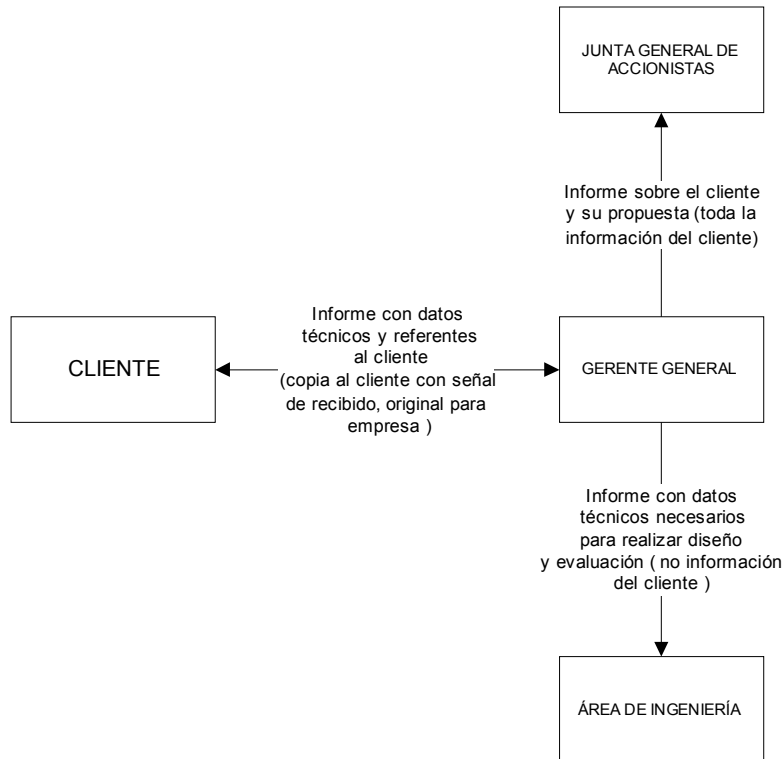 JUNTA GENERAL DE
ACCIONISTAS
Informe sobre el cliente
y su propuesta (toda la
información del cliente)
Informe con datos
técnicos y referentes
al cliente
(copia al cliente con señal
de recibido, original para
empresa )
CLIENTE
GERENTE GENERAL
Informe con datos
técnicos necesarios
para realizar diseño
y evaluación ( no información
del cliente )
ÁREA DE INGENIERÍA